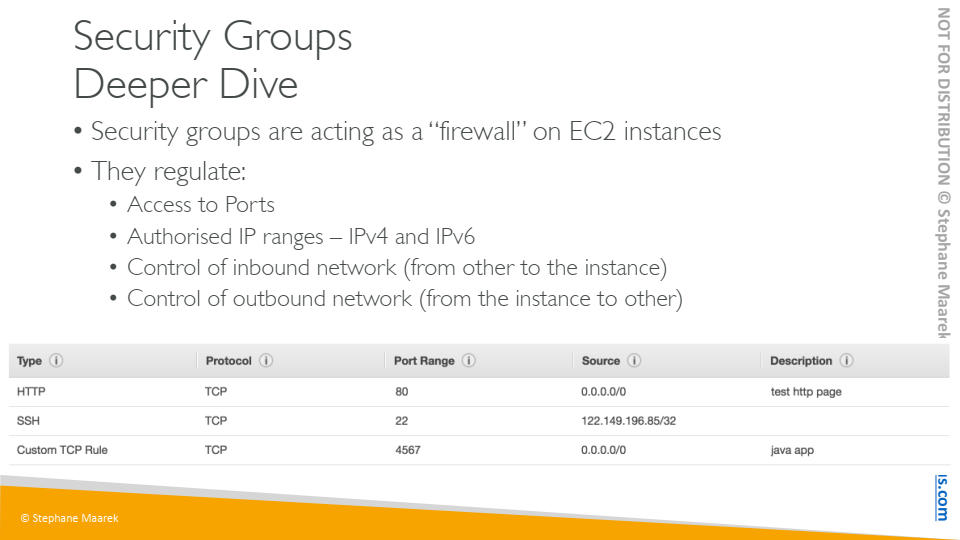 Security Groups
Deeper Dive
• Security groups are acting as a “firewall” on EC2 instances
• They regulate:
• Access to Ports
• Authorised IP ranges – IPv4 and IPv6
• Control of inbound network (from other to the instance)
• Control of outbound network (from the instance to other)
Type Protocol Port Range Source Description
HTTP TCP 80 0.0.0.0/0 test http page
SSH TCP 22 122.149.196.85/32
Custom TCP Rule TCP 4567 0.0.0.0/0 java app
© Stephane Maarek
NOT FOR DISTRIBUTION © Stephane Maarek
is.com